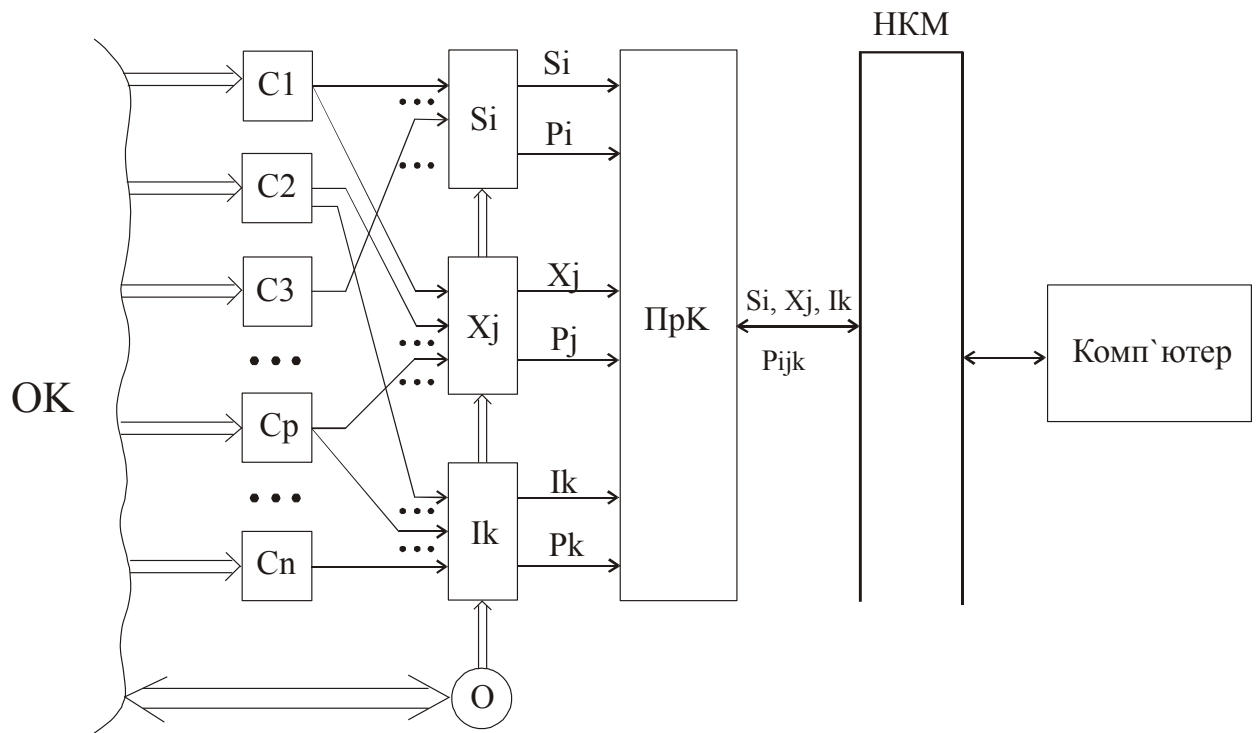 НКМ
C1
Si
Si
Pi
C2
C3
Xj
Xj
Pj
ПрК
Si, Xj, Ik
Pijk
Комп`ютер
ОК
Cp
Ik
Ik
Pk
Cn
О